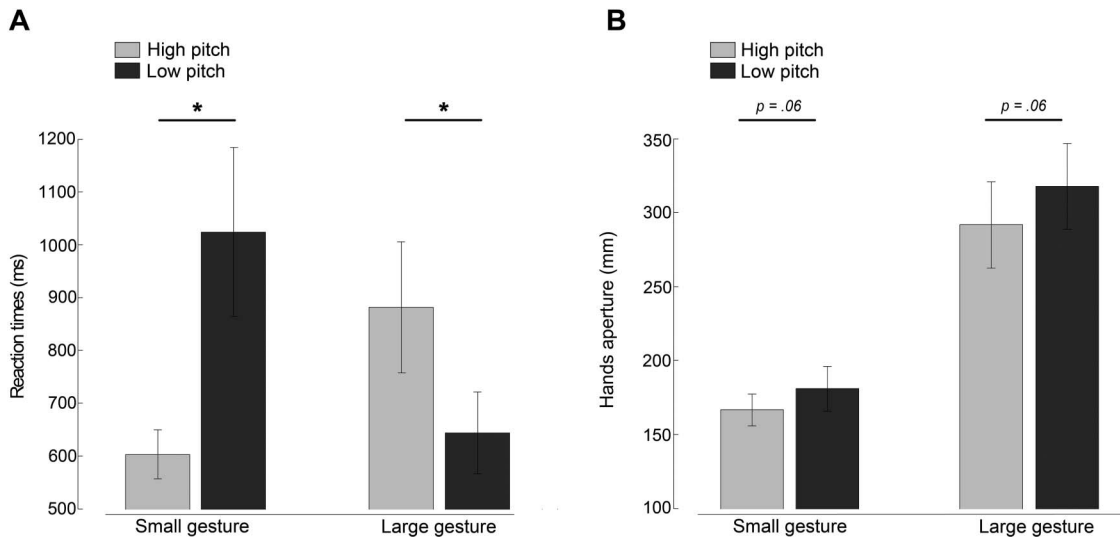 A
High pitch
Low pitch
*
*
Reaction times (ms)
1200
1100
1000
900
800
700
600
500
Small gesture
Large gesture
B
High pitch
Low pitch
p = .06
p = .06
Hands aperture (mm)
350
300
250
200
150
100
Small gesture
Large gesture